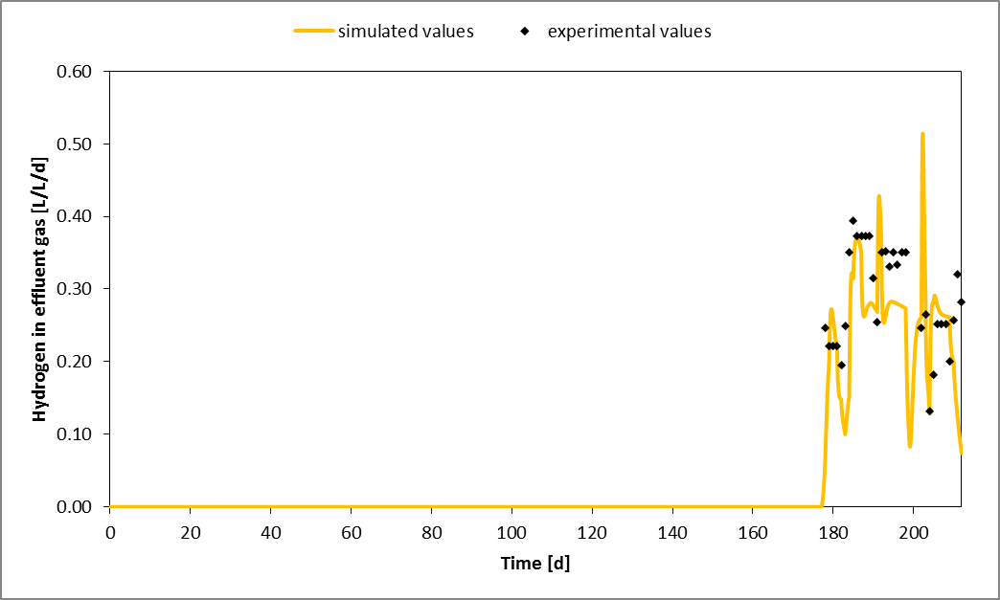 simulated values
experimental values
0.60
0.50
0.40
0.30
0.20
0.10
0.00
Hydrogen in effluent gas [L/L/d]
0 20 40 60 80 100 120 140 160 180 200
Time [d]